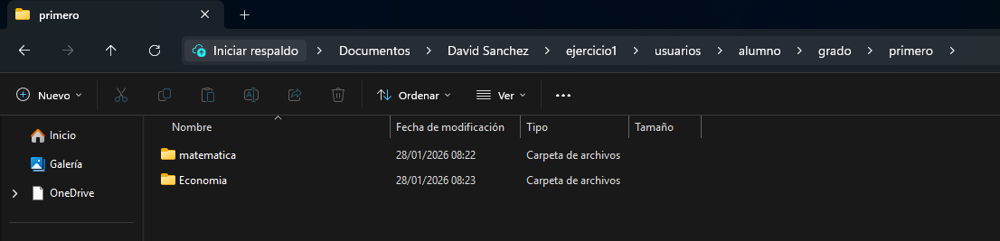 primero
Iniciar respaldo Documentos David Sanchez ejercicio1 usuarios alumno grado primero
Nuevo Ordenar Ver
Inicio
Galería
OneDrive
Nombre Fecha de modificación Tipo Tamaño
matematica 28/01/2026 08:22 Carpeta de archivos
Economia 28/01/2026 08:23 Carpeta de archivos